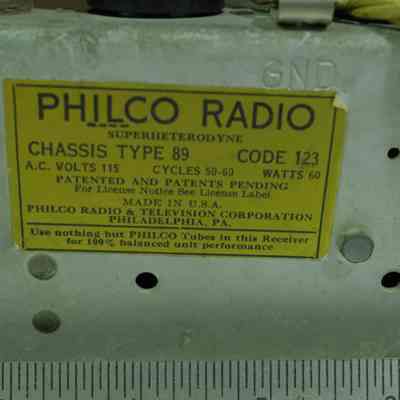 GND
PHILCO RADIO
SUPERHETERODYNE
CHASSIS TYPE 89 CODE 123
A.C. VOLTS 115 CYCLES 50-60 WATTS 60
PATENTED AND PATENTS PENDING
For License Notice See License Label.
MADE IN U.S.A.
PHILCO RADIO & TELEVISION CORPORATION
PHILADELPHIA, PA.
Use nothing but PHILCO Tubes in this Receiver
for 100% balanced unit performance